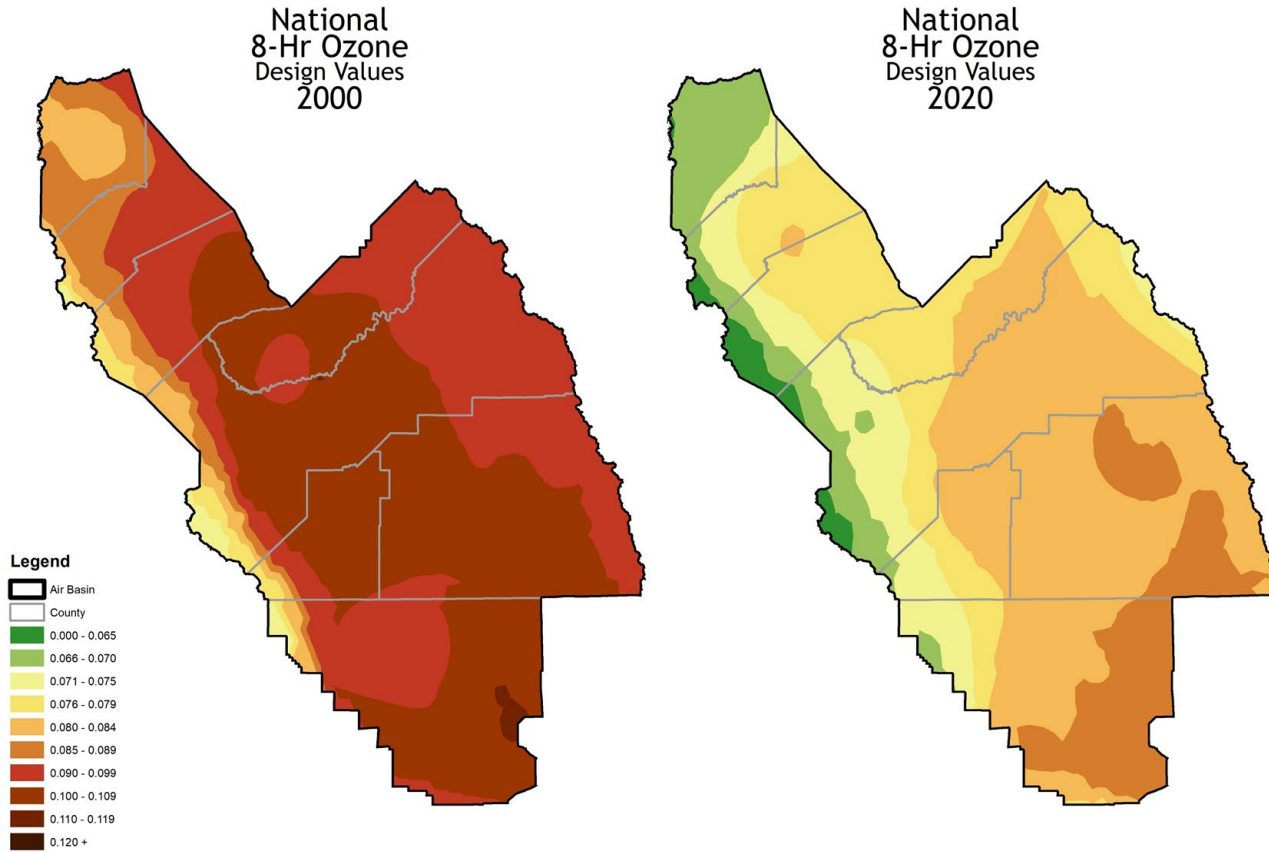 National
8-Hr Ozone
Design Values
2000
National
8-Hr Ozone
Design Values
2020
Legend
Air Basin
County
0.000 - 0.065
0.066 - 0.070
0.071 - 0.075
0.076 - 0.079
0.080 - 0.084
0.085 - 0.089
0.090 - 0.099
0.100 - 0.109
0.110 - 0.119
0.120 +